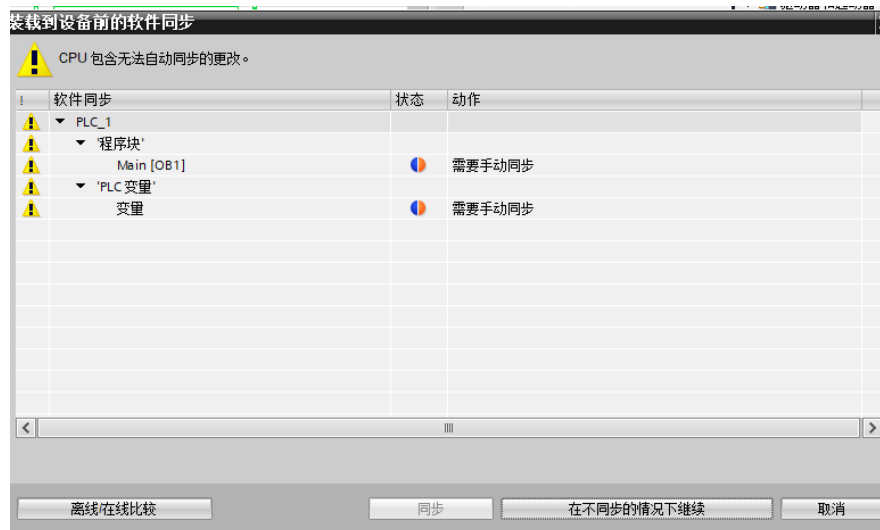 装载到设备前的软件同步
CPU 包含无法自动同步的更改。
! 软件同步 状态 动作
PLC_1
'程序块'
Main [OB1] 需要手动同步
'PLC 变量'
变量 需要手动同步
离线/在线比较 同步 在不同步的情况下继续 取消